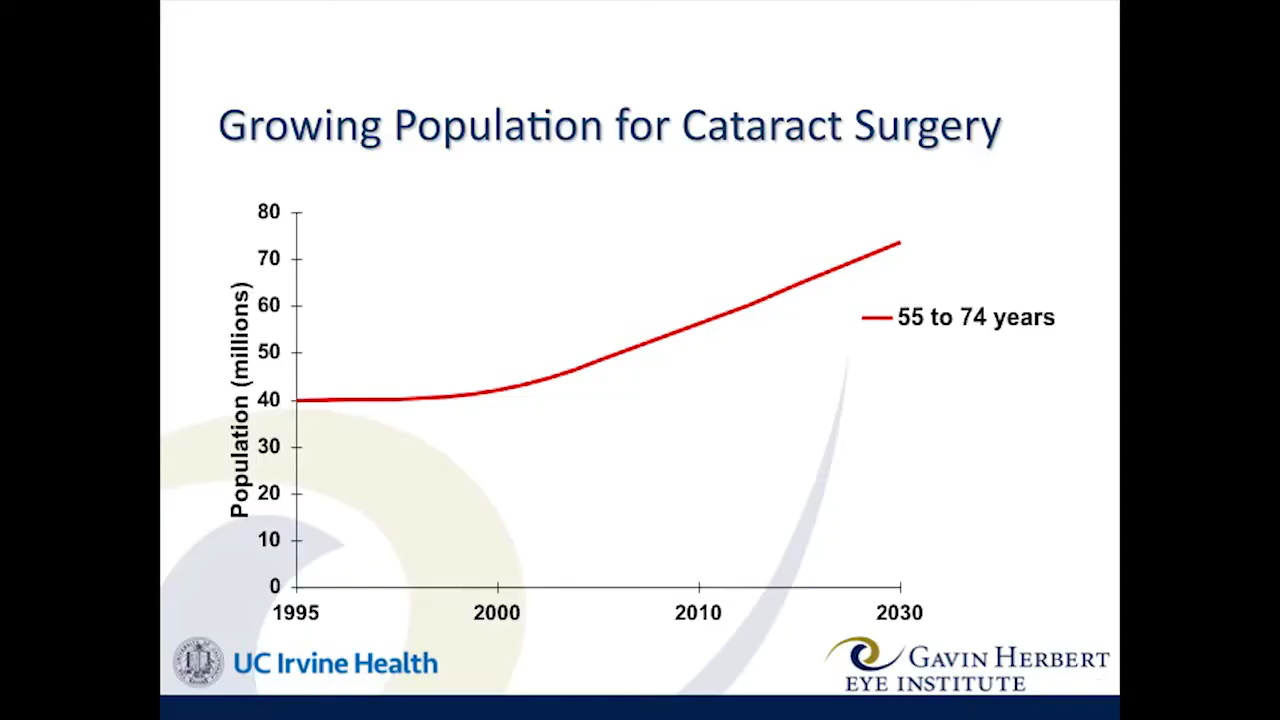 Growing Population for Cataract Surgery
80
70
60
50
40
30
20
10
0
Population (millions)
1995
2000
2010
2030
55 to 74 years
UC Irvine Health
GAVIN HERBERT
EYE INSTITUTE